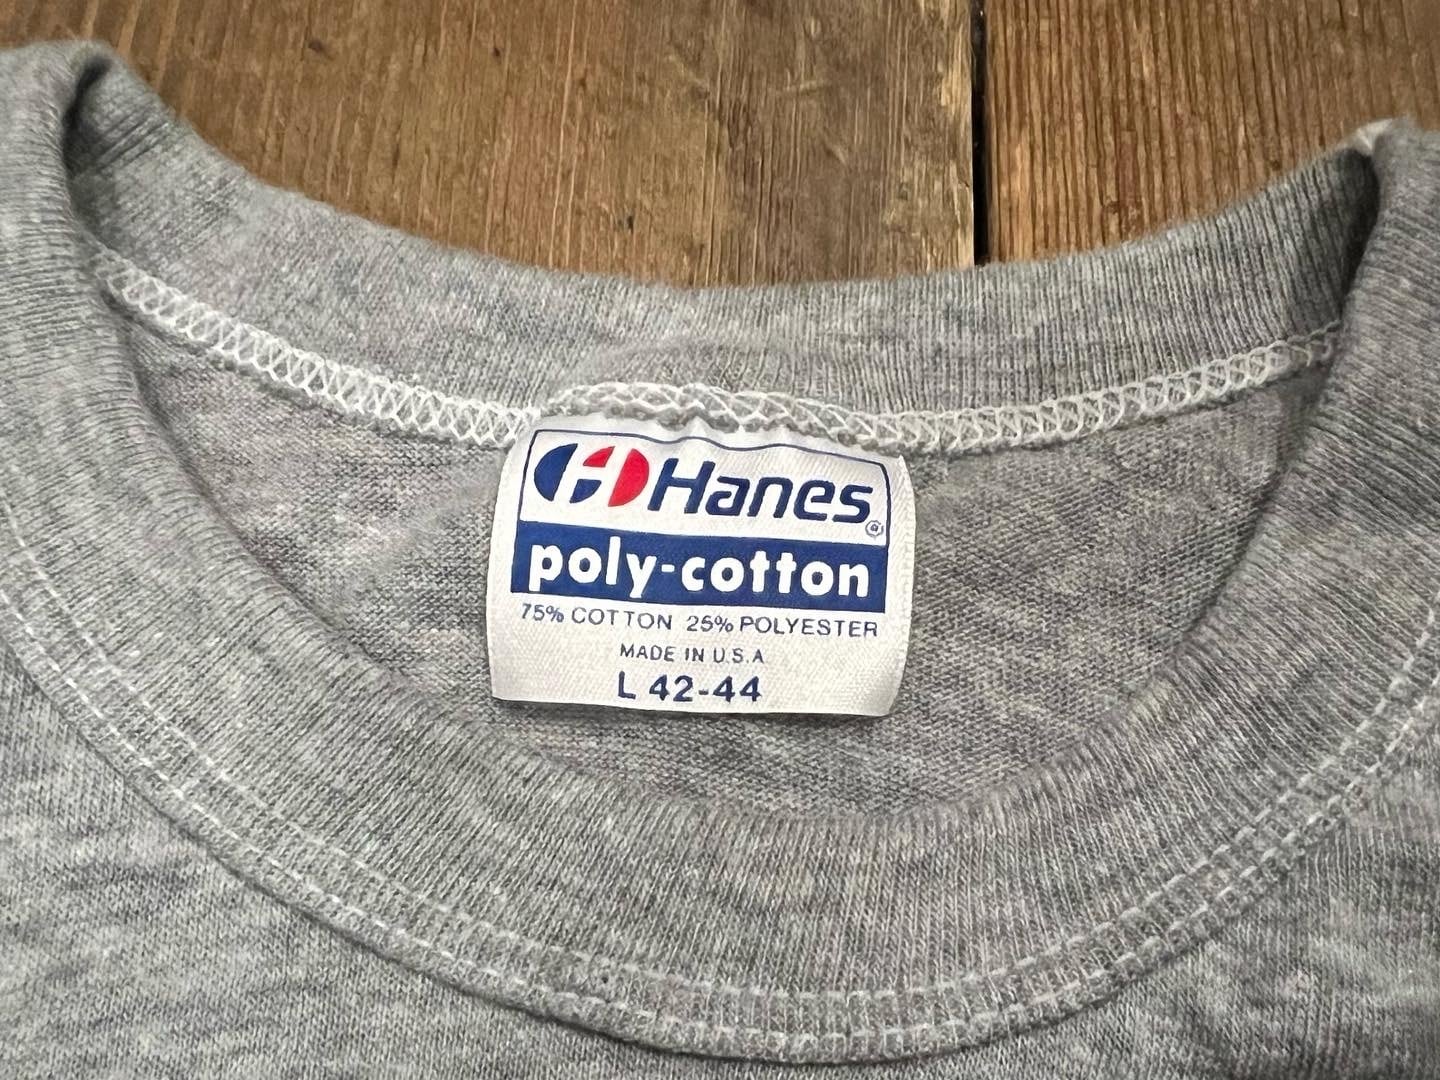 Hanes®
poly-cotton
75% COTTON 25% POLYESTER
MADE IN U.S.A
L 42-44